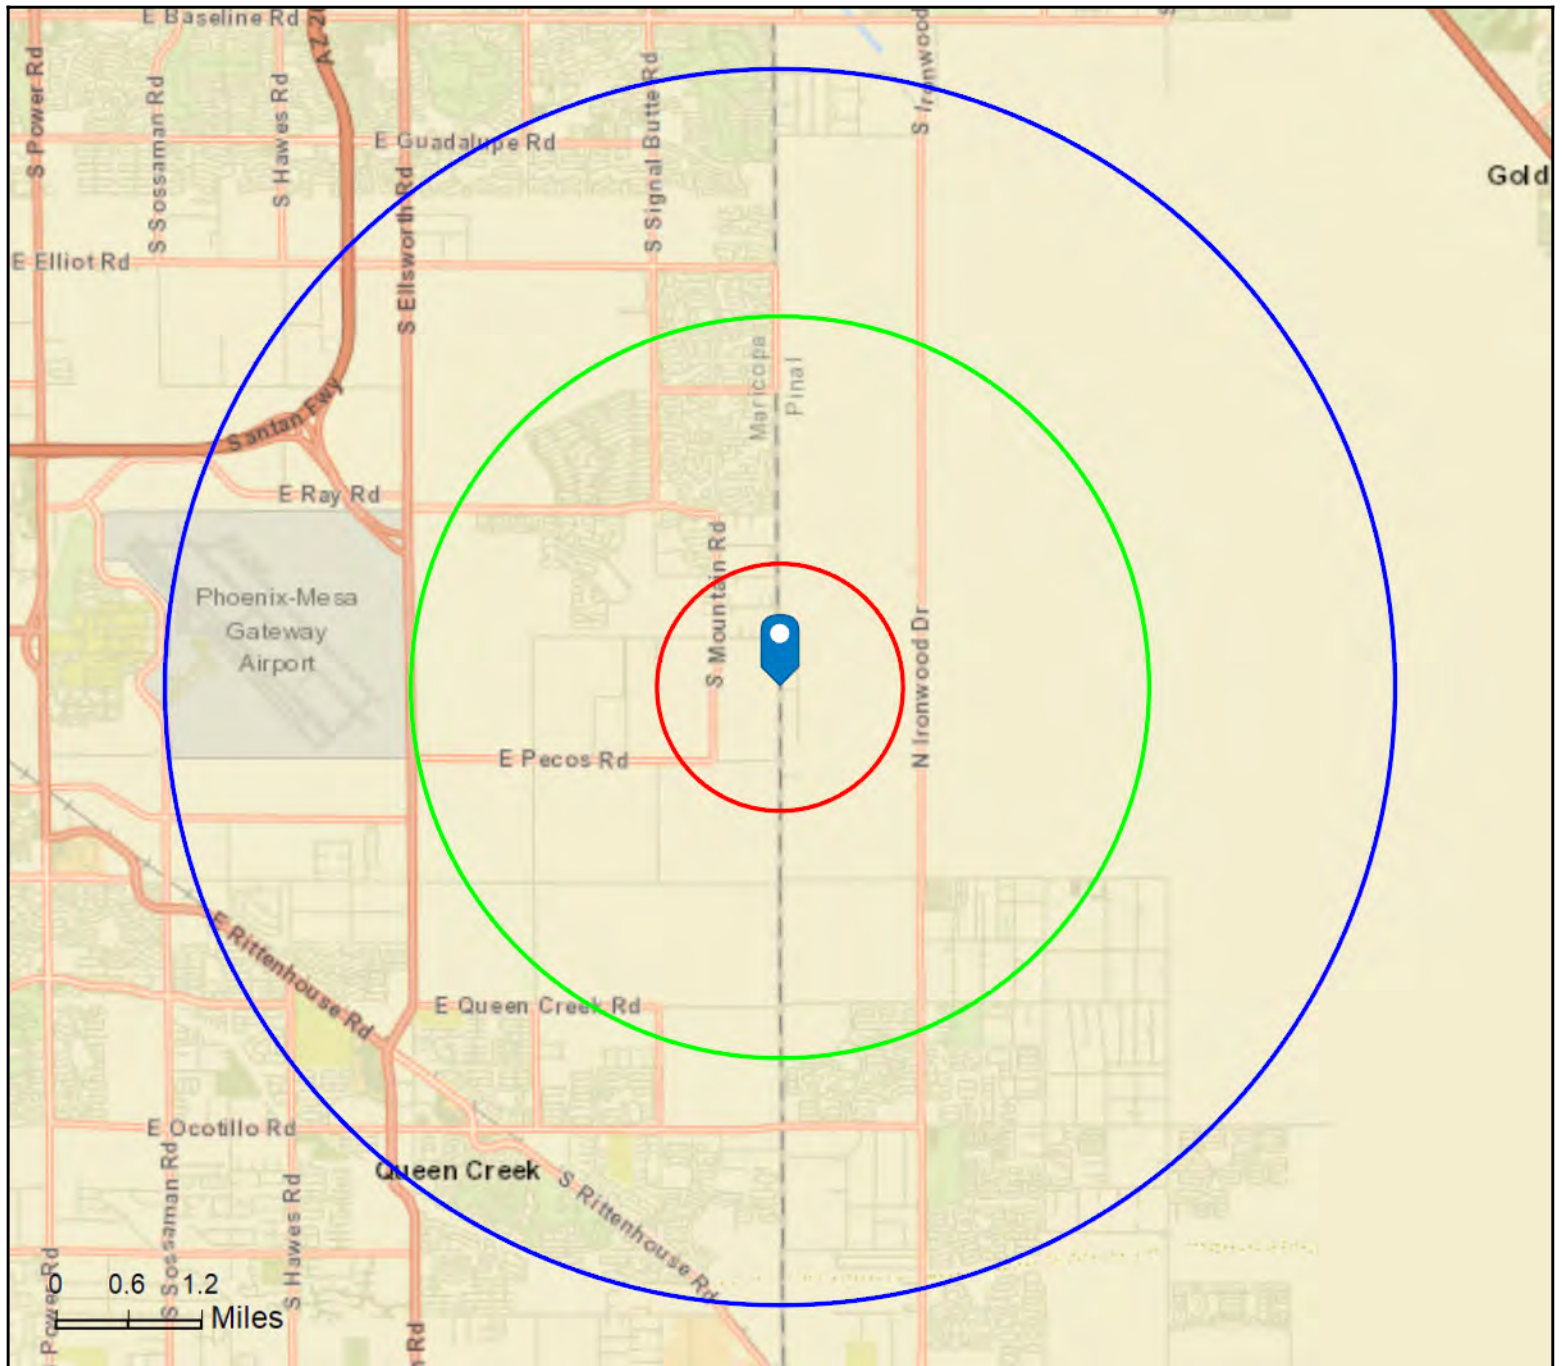 E Baseline Rd
AZ-20
S Ironwood
S Power Rd
S Sossaman Rd
S Hawes Rd
E Guadalupe Rd
S Signal Butte Rd
Gold
S Ellsworth Rd
E Elliot Rd
Maricopa
Pinal
Santan Fwy
E Ray Rd
S Mountain Rd
Phoenix-Mesa
Gateway
Airport
N Ironwood Dr
E Pecos Rd
E Rittenhouse Rd
E Queen Creek Rd
E Ocotillo Rd
Queen Creek
S Rittenhouse Rd
S Sossaman Rd
S Hawes Rd
Power Rd
0 0.6 1.2
Miles
Rd